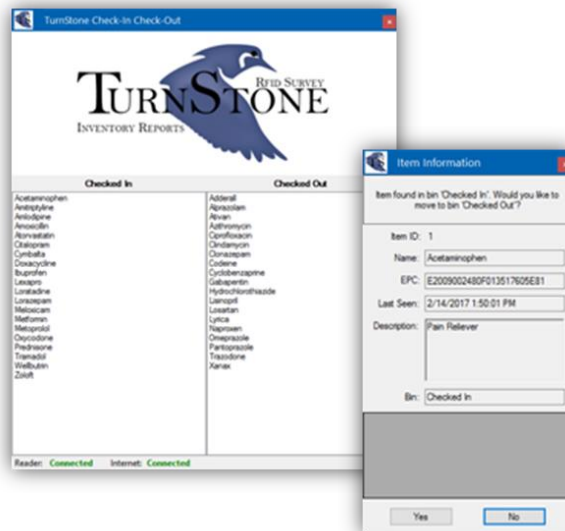 TurnStone Check-In Check-Out
TURNSTONE
RFID SURVEY
INVENTORY REPORTS
Checked In
Acetaminophen
Amitriptyline
Amlodipine
Amoxicillin
Atorvastatin
Citalopram
Cymbalta
Doxacycline
Ibuprofen
Lexapro
Loratadine
Lorazepam
Meloxicam
Metformin
Metoprolol
Oxycodone
Prednisone
Tramadol
Wellbutrin
Zoloft
Checked Out
Adderall
Alprazolam
Ativan
Azithromycin
Ciprofloxacin
Clindamycin
Clonazepam
Codeine
Cyclobenzaprine
Gabapentin
Hydrochlorothiazide
Lisinopril
Losartan
Lyrica
Naproxen
Omeprazole
Pantoprazole
Trazodone
Xanax
Reader: Connected Internet: Connected
Item Information
Item found in bin 'Checked In'. Would you like to
move to bin 'Checked Out'?
Item ID: 1
Name: Acetaminophen
EPC: E2009002480F013517605E81
Last Seen: 2/14/2017 1:50:01 PM
Description: Pain Reliever
Bin: Checked In
Yes No